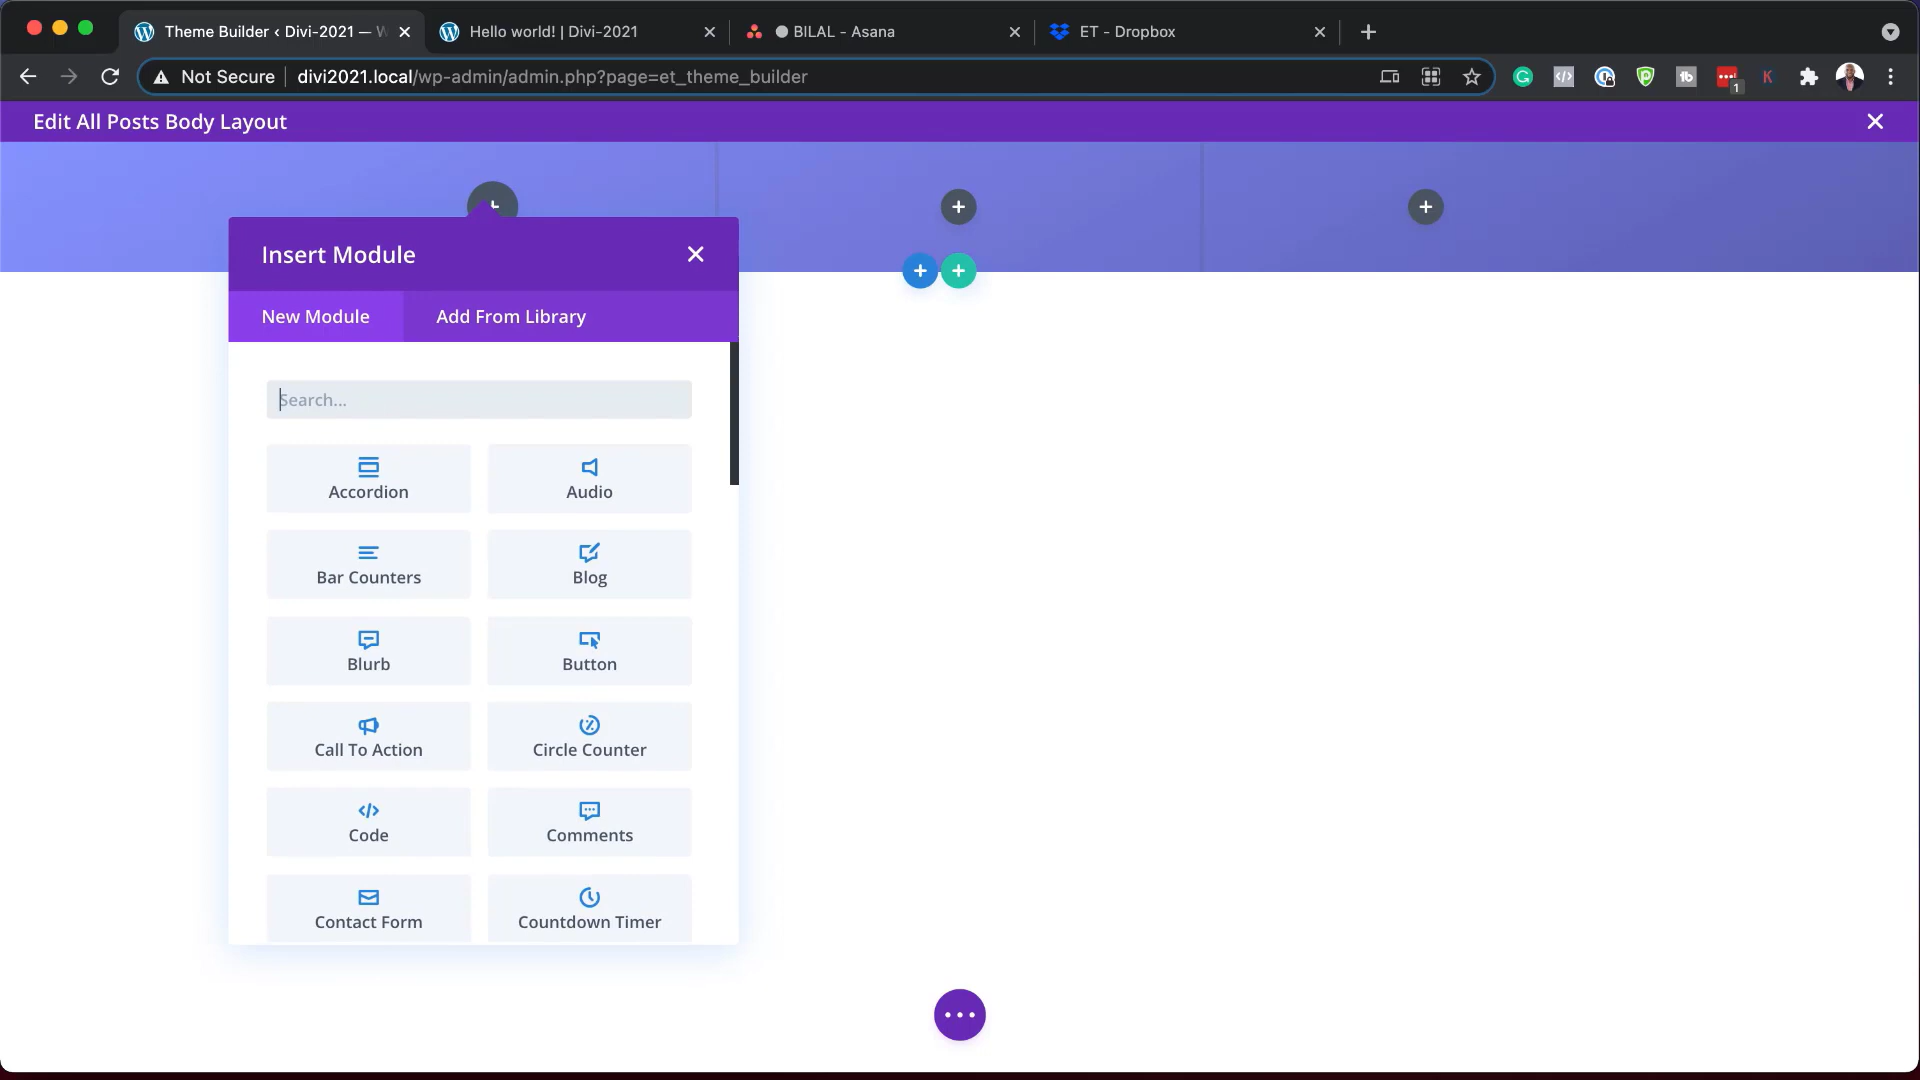 Theme Builder ‹ Divi-2021 — W
Hello world! | Divi-2021
BILAL - Asana
ET - Dropbox
Not Secure
divi2021.local/wp-admin/admin.php?page=et_theme_builder
1
Edit All Posts Body Layout
Insert Module
New Module
Add From Library
Search...
Accordion
Audio
Bar Counters
Blog
Blurb
Button
Call To Action
Circle Counter
Code
Comments
Contact Form
Countdown Timer